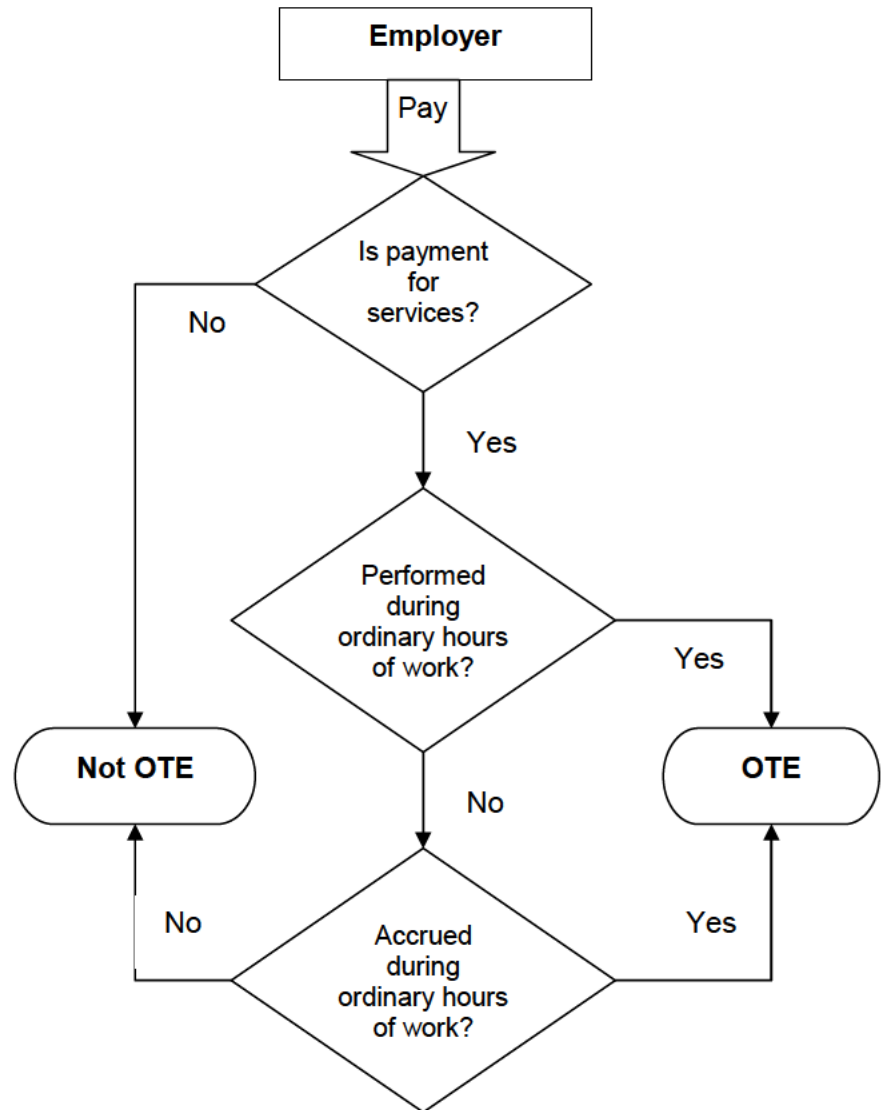 Employer
Pay
Is payment
for
services?
No
Yes
Performed
during
ordinary hours
of work?
Yes
Not OTE
OTE
No
No
Yes
Accrued
during
ordinary hours
of work?